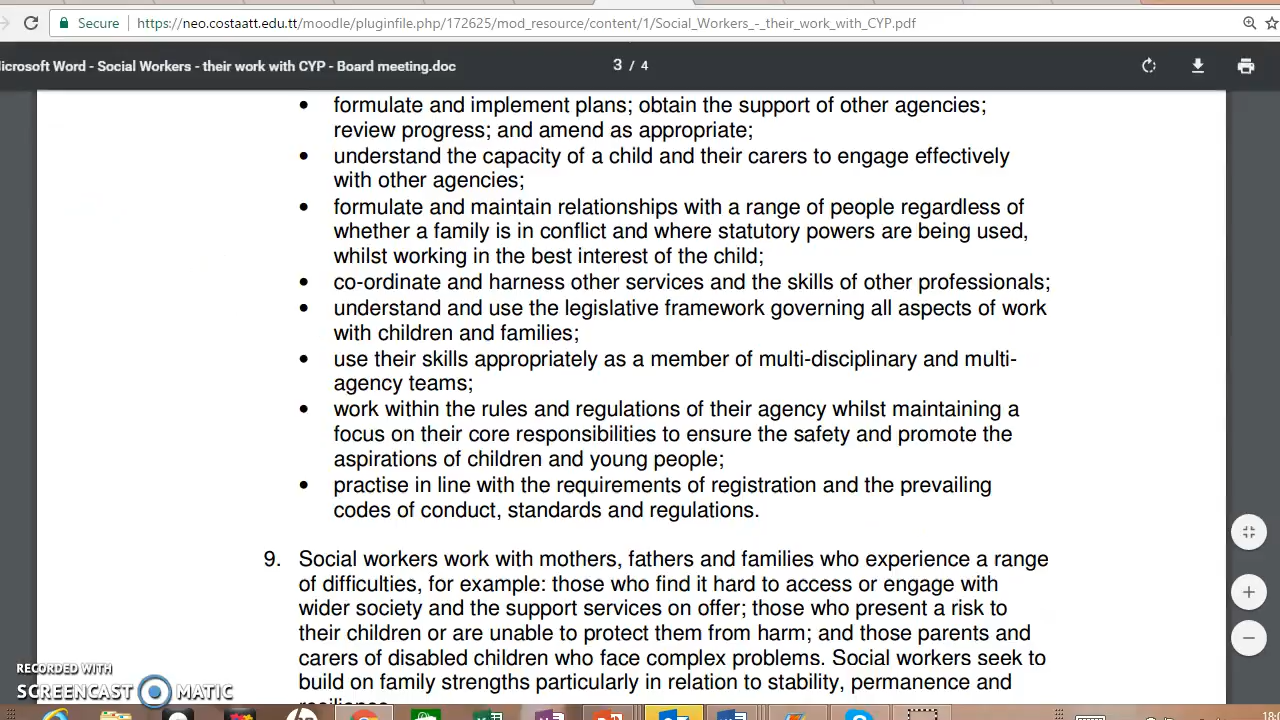 Secure
https://neo.costaatt.edu.tt/moodle/pluginfile.php/172625/mod_resource/content/1/Social_Workers_-_their_work_with_CYP.pdf
icrosoft Word - Social Workers - their work with CYP - Board meeting.doc
3 / 4
• formulate and implement plans; obtain the support of other agencies;
review progress; and amend as appropriate;
• understand the capacity of a child and their carers to engage effectively
with other agencies;
• formulate and maintain relationships with a range of people regardless of
whether a family is in conflict and where statutory powers are being used,
whilst working in the best interest of the child;
• co-ordinate and harness other services and the skills of other professionals;
• understand and use the legislative framework governing all aspects of work
with children and families;
• use their skills appropriately as a member of multi-disciplinary and multi-
agency teams;
• work within the rules and regulations of their agency whilst maintaining a
focus on their core responsibilities to ensure the safety and promote the
aspirations of children and young people;
• practise in line with the requirements of registration and the prevailing
codes of conduct, standards and regulations.
9. Social workers work with mothers, fathers and families who experience a range
of difficulties, for example: those who find it hard to access or engage with
wider society and the support services on offer; those who present a risk to
their children or are unable to protect them from harm; and those parents and
carers of disabled children who face complex problems. Social workers seek to
build on family strengths particularly in relation to stability, permanence and
RECORDED WITH
SCREENCAST MATIC